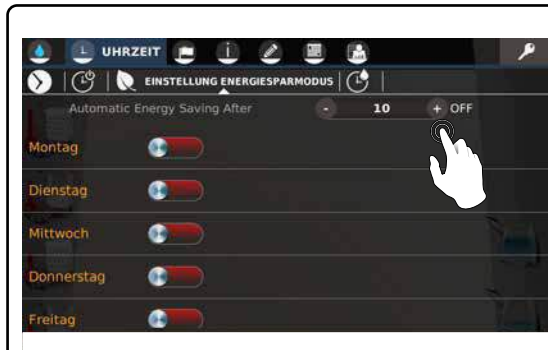 UHRZEIT
EINSTELLUNG ENERGIESPARMODUS
Automatic Energy Saving After - 10 + OFF
Montag
Dienstag
Mittwoch
Donnerstag
Freitag